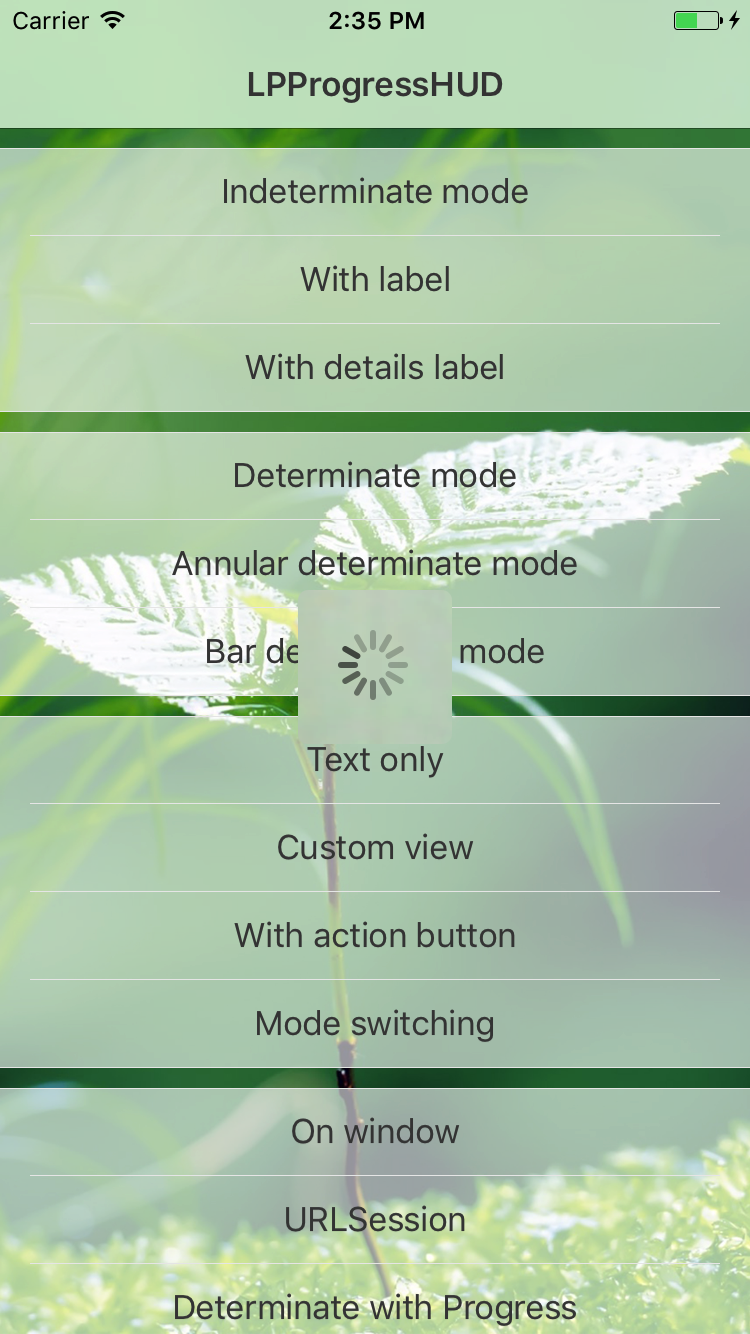 Carrier 2:35 PM
LPProgressHUD
Indeterminate mode
With label
With details label
Determinate mode
Annular determinate mode
Bar de mode
Text only
Custom view
With action button
Mode switching
On window
URLSession
Determinate with Progress